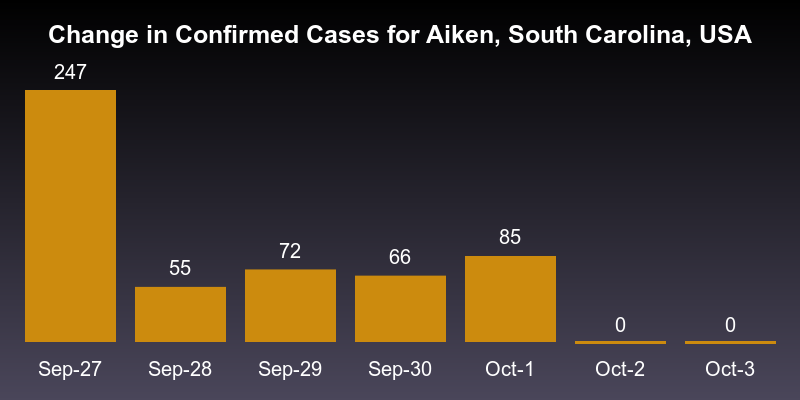 Change in Confirmed Cases for Aiken, South Carolina, USA
247
55
72
66
85
0
0
Sep-27
Sep-28
Sep-29
Sep-30
Oct-1
Oct-2
Oct-3